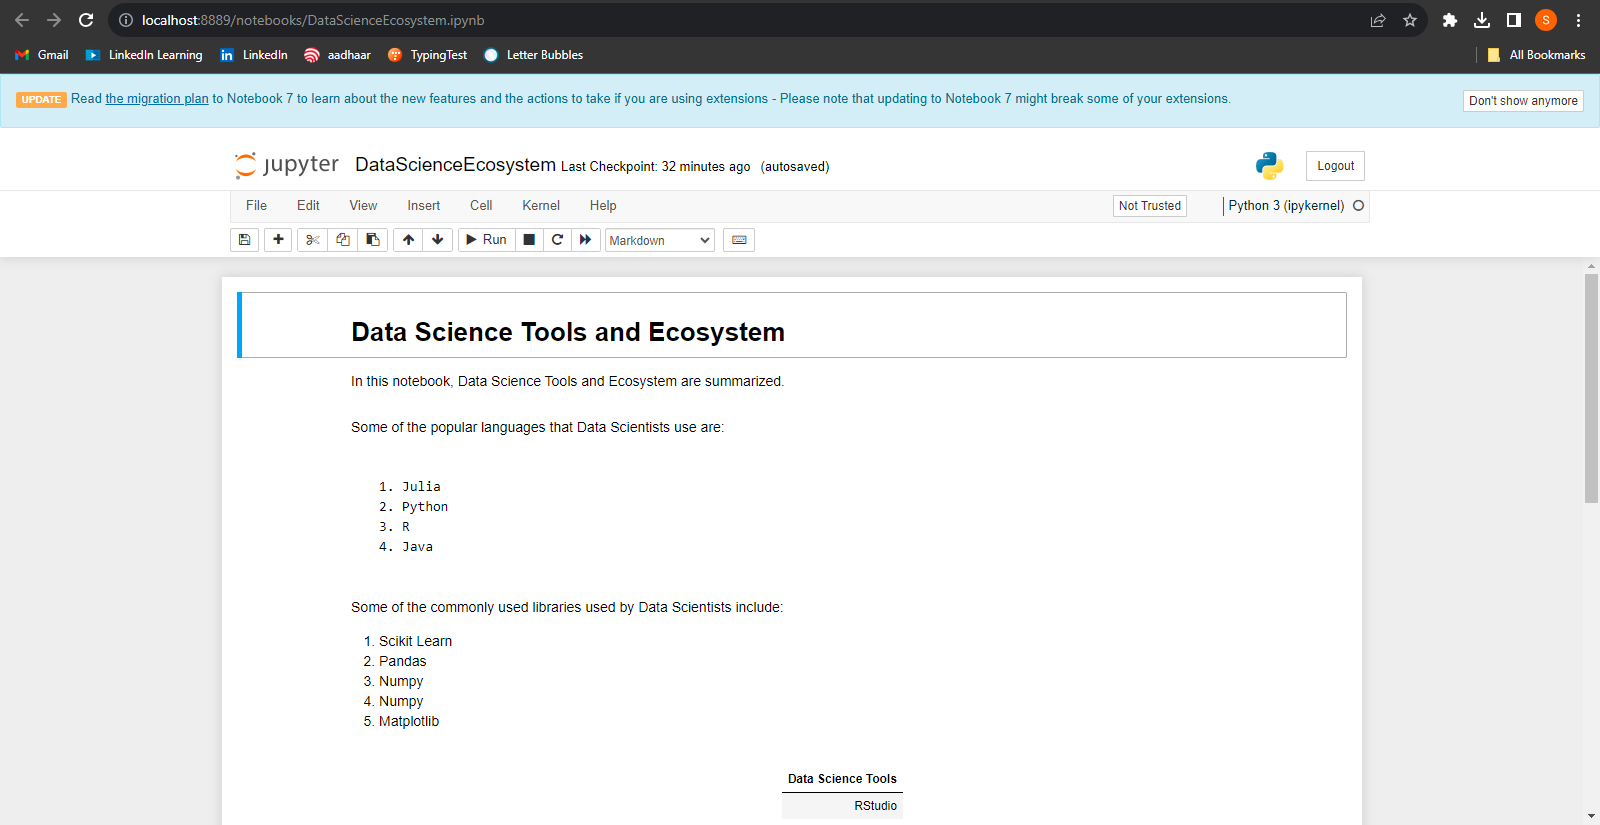 localhost:8889/notebooks/DataScienceEcosystem.ipynb
S
Gmail LinkedIn Learning in LinkedIn aadhaar TypingTest Letter Bubbles All Bookmarks
UPDATE Read the migration plan to Notebook 7 to learn about the new features and the actions to take if you are using extensions - Please note that updating to Notebook 7 might break some of your extensions. Don't show anymore
jupyter DataScienceEcosystem Last Checkpoint: 32 minutes ago (autosaved) Logout
File Edit View Insert Cell Kernel Help Not Trusted Python 3 (ipykernel)
Run Markdown
Data Science Tools and Ecosystem
In this notebook, Data Science Tools and Ecosystem are summarized.
Some of the popular languages that Data Scientists use are:
1. Julia
2. Python
3. R
4. Java
Some of the commonly used libraries used by Data Scientists include:
1. Scikit Learn
2. Pandas
3. Numpy
4. Numpy
5. Matplotlib
Data Science Tools
RStudio